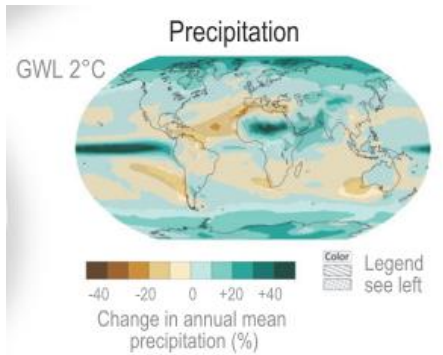 Precipitation
GWL 2°C
-40 -20 0 +20 +40
Change in annual mean
precipitation (%)
Color
Legend
see left